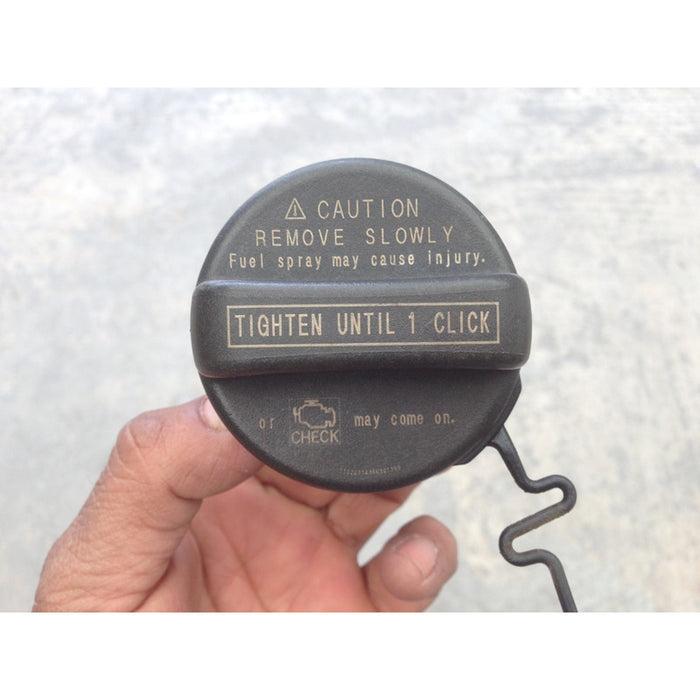 ⚠ CAUTION
REMOVE SLOWLY
Fuel spray may cause injury.
TIGHTEN UNTIL 1 CLICK
or CHECK may come on.